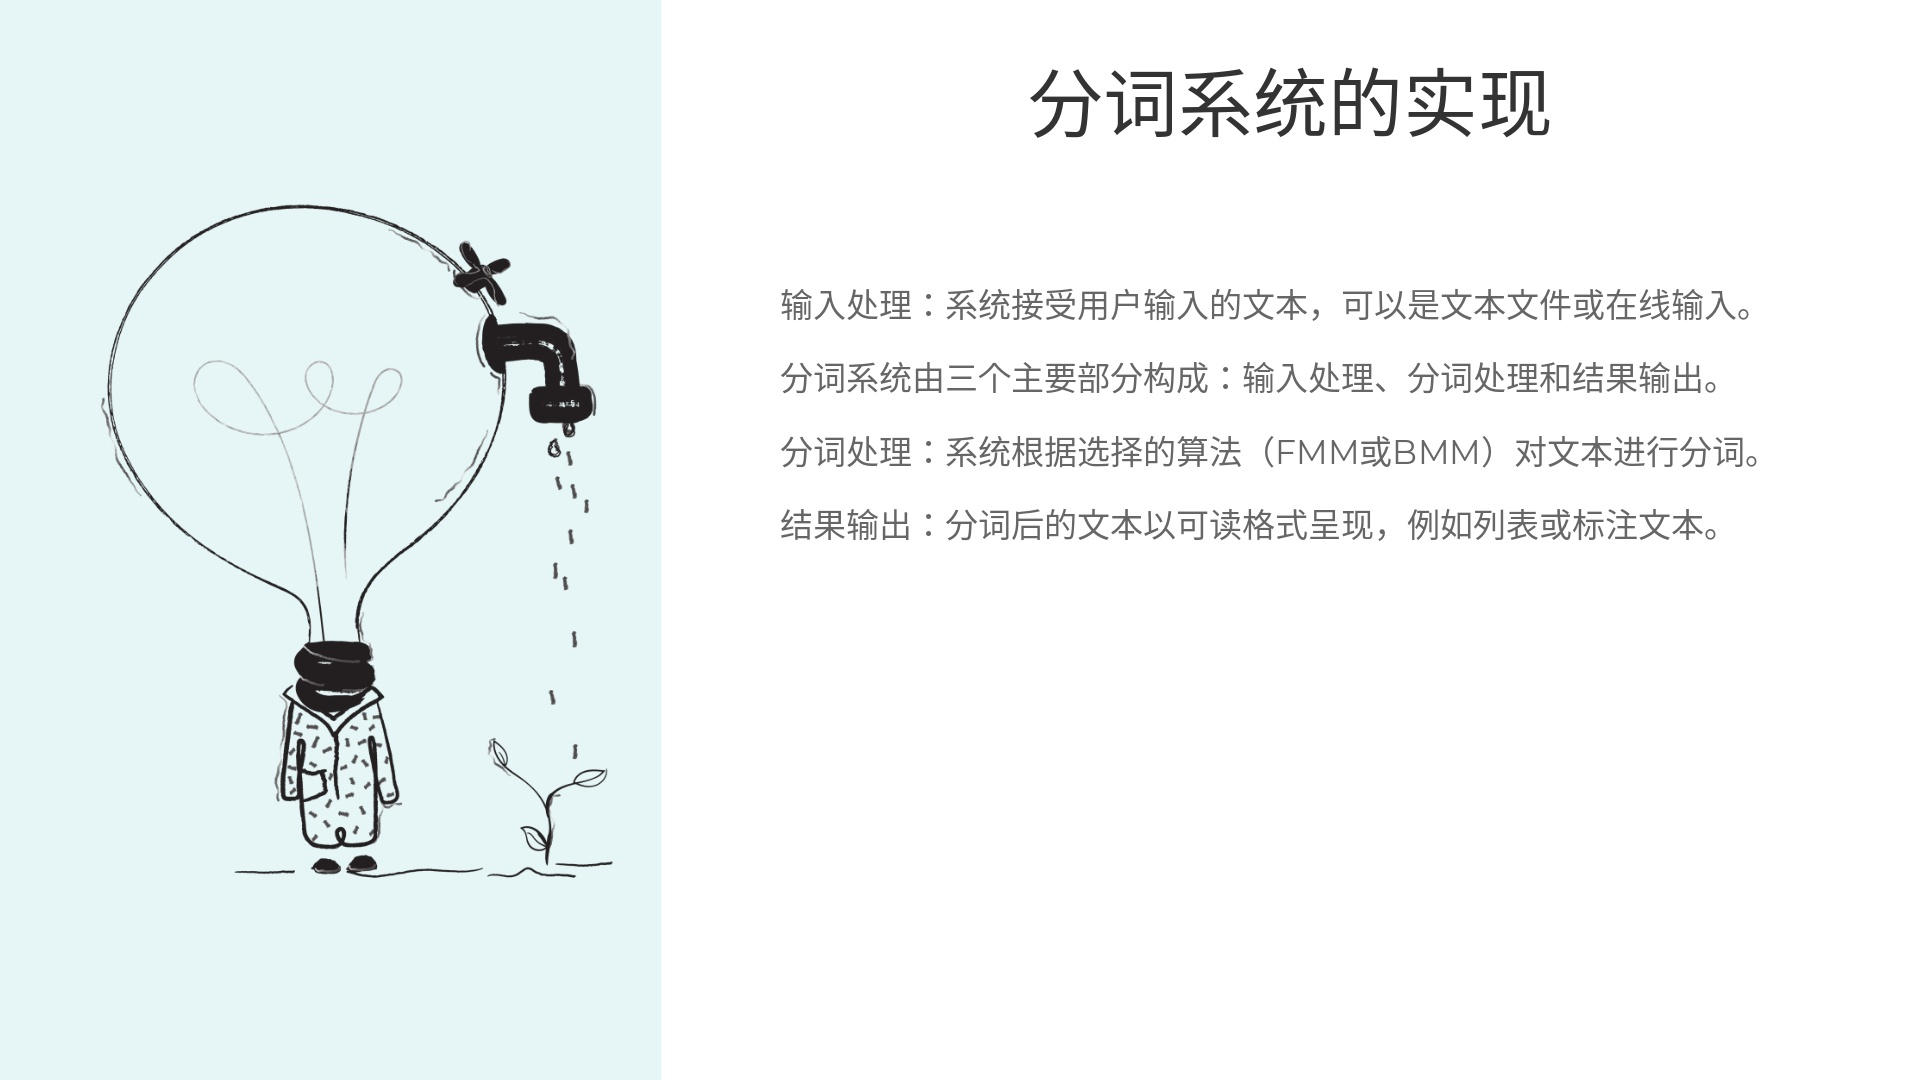 分词系统的实现
输入处理：系统接受用户输入的文本，可以是文本文件或在线输入。
分词系统由三个主要部分构成：输入处理、分词处理和结果输出。
分词处理：系统根据选择的算法（FMM或BMM）对文本进行分词。
结果输出：分词后的文本以可读格式呈现，例如列表或标注文本。